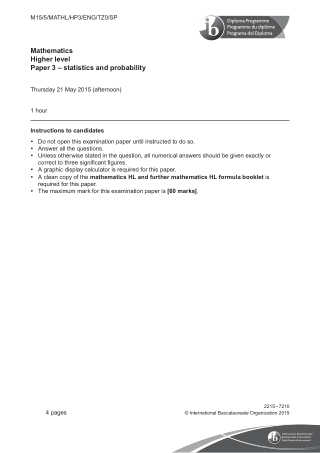 M15/5/MATHL/HP3/ENG/TZ0/SP
Diploma Programme
Programme du diplôme
Programa del Diploma
Mathematics
Higher level
Paper 3 – statistics and probability
Thursday 21 May 2015 (afternoon)
1 hour
Instructions to candidates
• Do not open this examination paper until instructed to do so.
• Answer all the questions.
• Unless otherwise stated in the question, all numerical answers should be given exactly or
correct to three significant figures.
• A graphic display calculator is required for this paper.
• A clean copy of the mathematics HL and further mathematics HL formula booklet is
required for this paper.
• The maximum mark for this examination paper is [60 marks].
2215–7210
4 pages
© International Baccalaureate Organization 2015